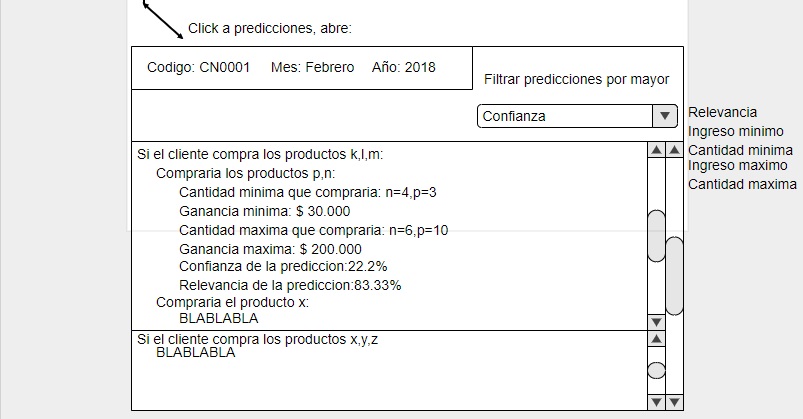 Click a predicciones, abre:
Codigo: CN0001 Mes: Febrero Año: 2018
Filtrar predicciones por mayor
Confianza
Relevancia
Ingreso minimo
Cantidad minima
Ingreso maximo
Cantidad maxima
Si el cliente compra los productos k,l,m:
Compraria los productos p,n:
Cantidad minima que compraria: n=4,p=3
Ganancia minima: $ 30.000
Cantidad maxima que compraria: n=6,p=10
Ganancia maxima: $ 200.000
Confianza de la prediccion:22.2%
Relevancia de la prediccion:83.33%
Compraria el producto x:
BLABLABLA
Si el cliente compra los productos x,y,z
BLABLABLA